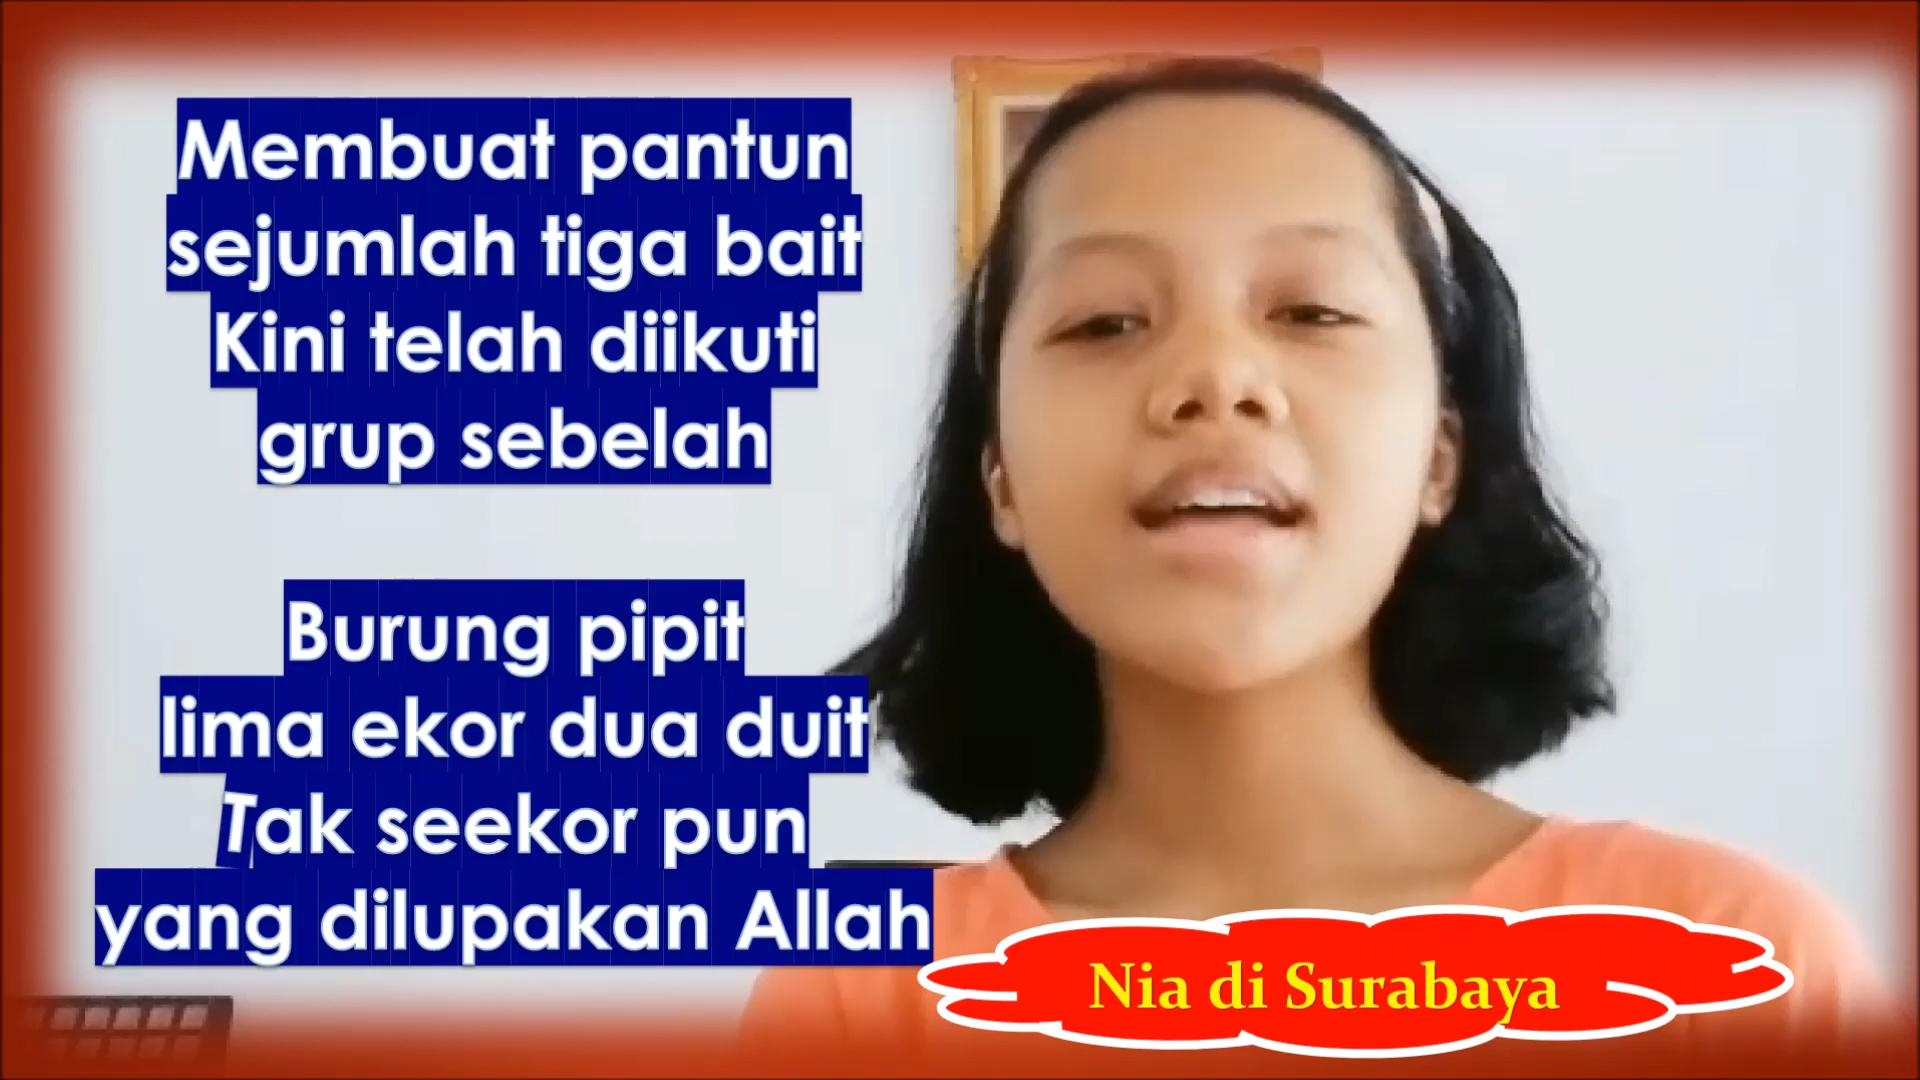 Membuat pantun
sejumlah tiga bait
Kini telah diikuti
grup sebelah
Burung pipit
lima ekor dua duit
Tak seekor pun
yang dilupakan Allah
Nia di Surabaya